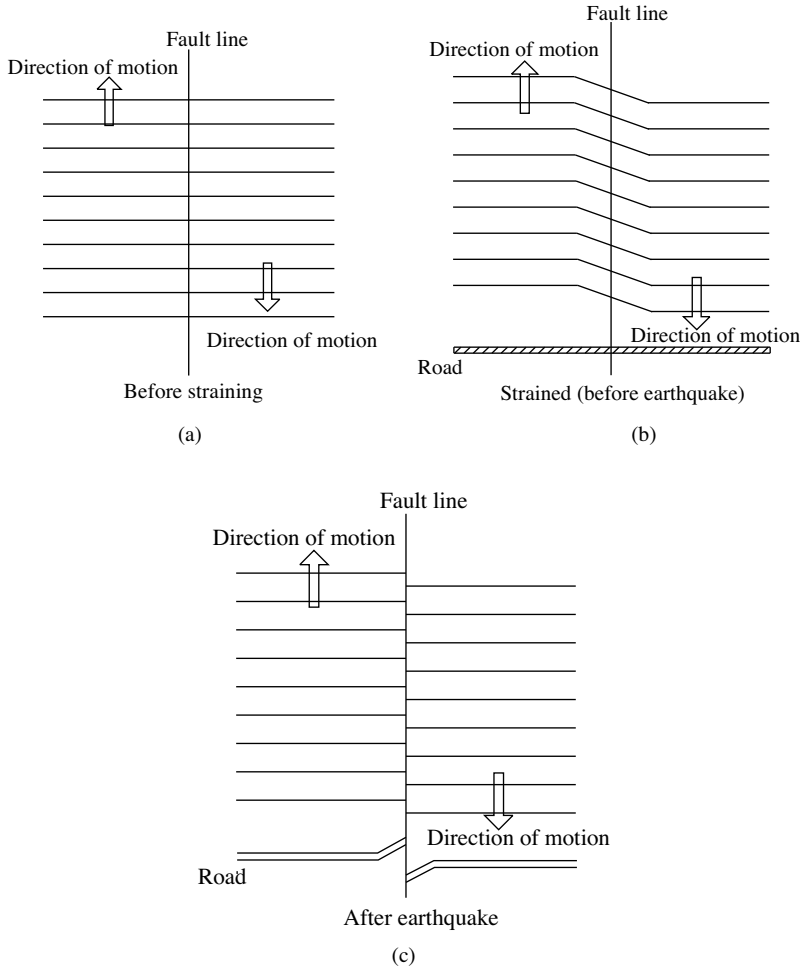 Fault line
Direction of motion
Direction of motion
Before straining
(a)
Fault line
Direction of motion
Direction of motion
Road
Strained (before earthquake)
(b)
Fault line
Direction of motion
Direction of motion
Road
After earthquake
(c)